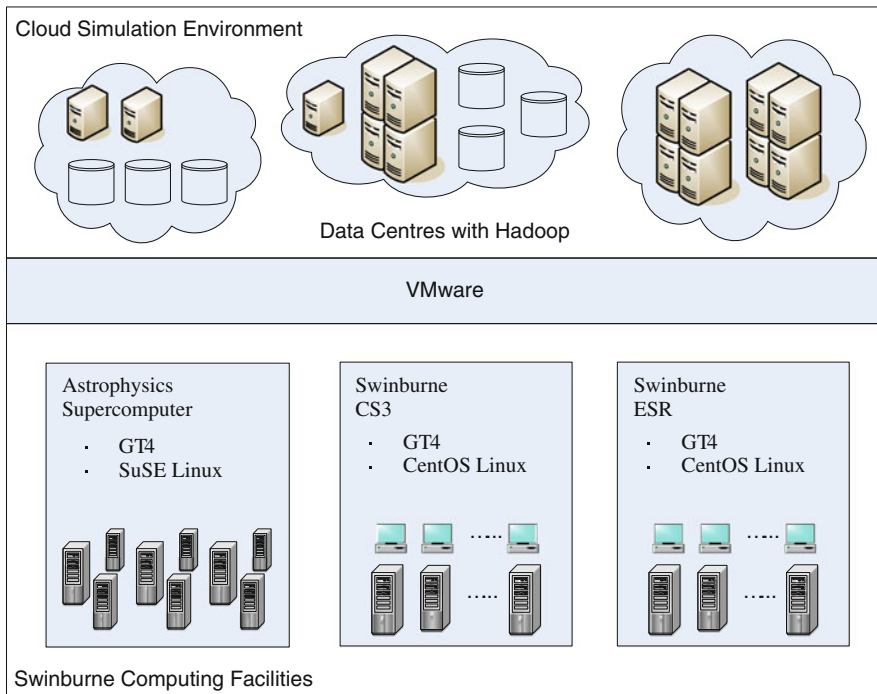 Cloud Simulation Environment
Data Centres with Hadoop
VMware
Astrophysics
Supercomputer
· GT4
· SuSE Linux
Swinburne
CS3
· GT4
· CentOS Linux
Swinburne
ESR
· GT4
· CentOS Linux
......
......
......
......
Swinburne Computing Facilities